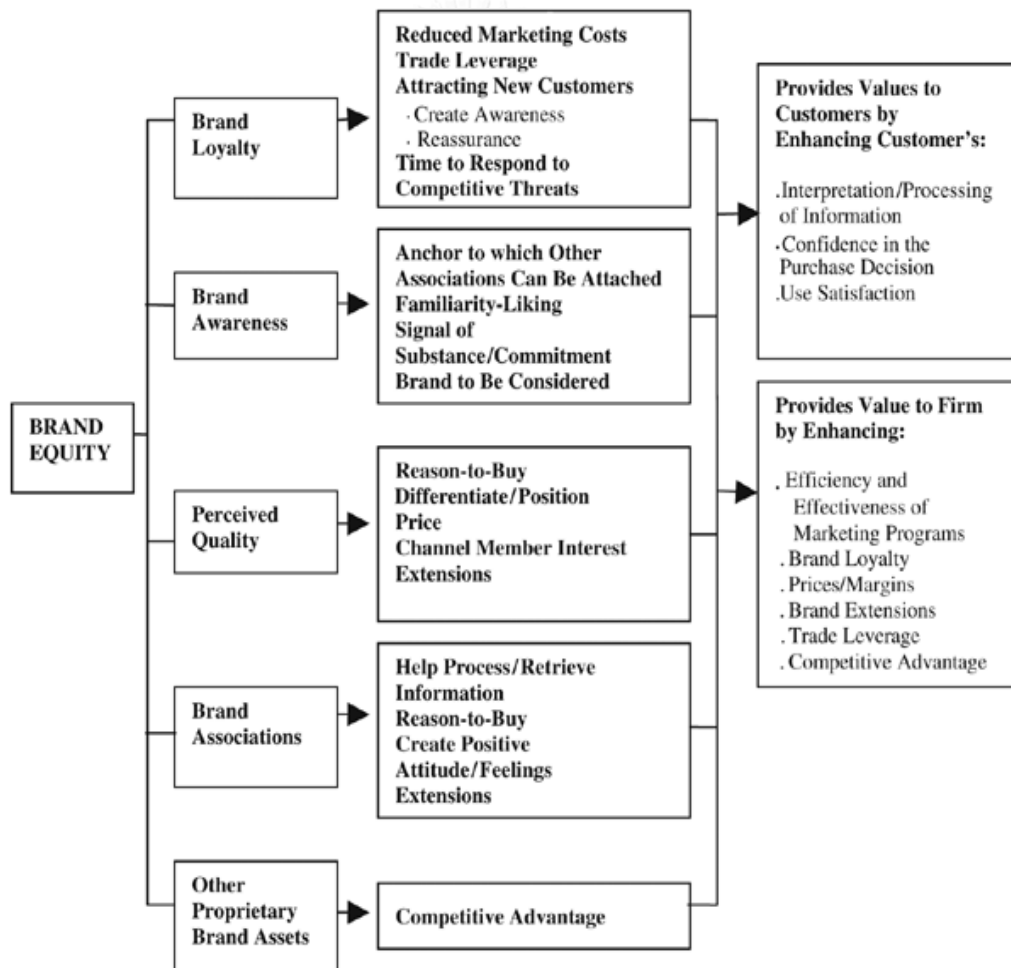 BRAND
EQUITY
Brand
Loyalty
Reduced Marketing Costs
Trade Leverage
Attracting New Customers
· Create Awareness
· Reassurance
Time to Respond to
Competitive Threats
Brand
Awareness
Anchor to which Other
Associations Can Be Attached
Familiarity-Liking
Signal of
Substance/Commitment
Brand to Be Considered
Perceived
Quality
Reason-to-Buy
Differentiate/Position
Price
Channel Member Interest
Extensions
Brand
Associations
Help Process/Retrieve
Information
Reason-to-Buy
Create Positive
Attitude/Feelings
Extensions
Other
Proprietary
Brand Assets
Competitive Advantage
Provides Values to
Customers by
Enhancing Customer's:
. Interpretation/Processing
of Information
. Confidence in the
Purchase Decision
. Use Satisfaction
Provides Value to Firm
by Enhancing:
. Efficiency and
Effectiveness of
Marketing Programs
. Brand Loyalty
. Prices/Margins
. Brand Extensions
. Trade Leverage
. Competitive Advantage